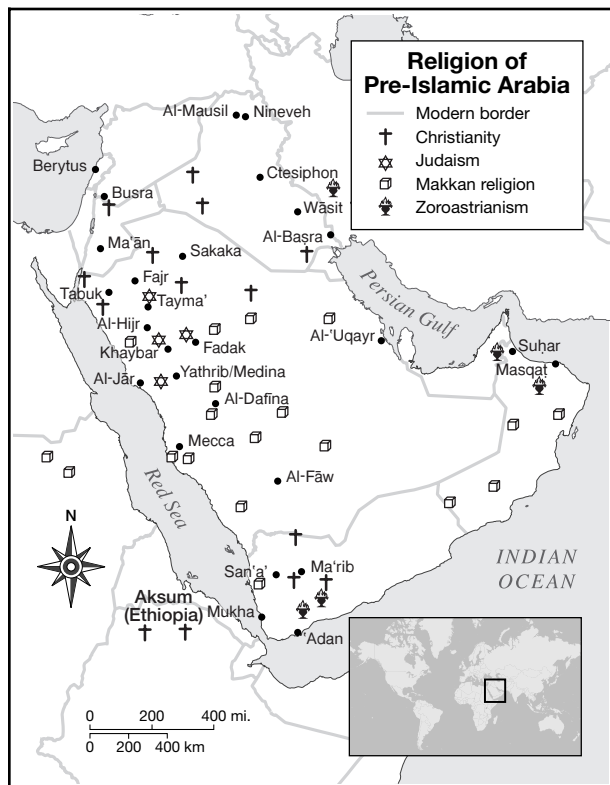 Religion of
Pre-Islamic Arabia
Modern border
Christianity
Judaism
Makkan religion
Zoroastrianism
Al-Mausil
Nineveh
Berytus
Ctesiphon
Busra
Wāsit
Al-Baṣra
Ma'ān
Sakaka
Fajr
Tabuk
Tayma'
Al-Hijr
Khaybar
Fadak
Al-'Uqayr
Persian Gulf
Suḥar
Masqaṭ
Al-Jār
Yathrib/Medina
Al-Dafīna
Mecca
Al-Fāw
Red Sea
N
INDIAN
OCEAN
San'a'
Ma'rib
Aksum
(Ethiopia)
Mukha
'Adan
0 200 400 mi.
0 200 400 km